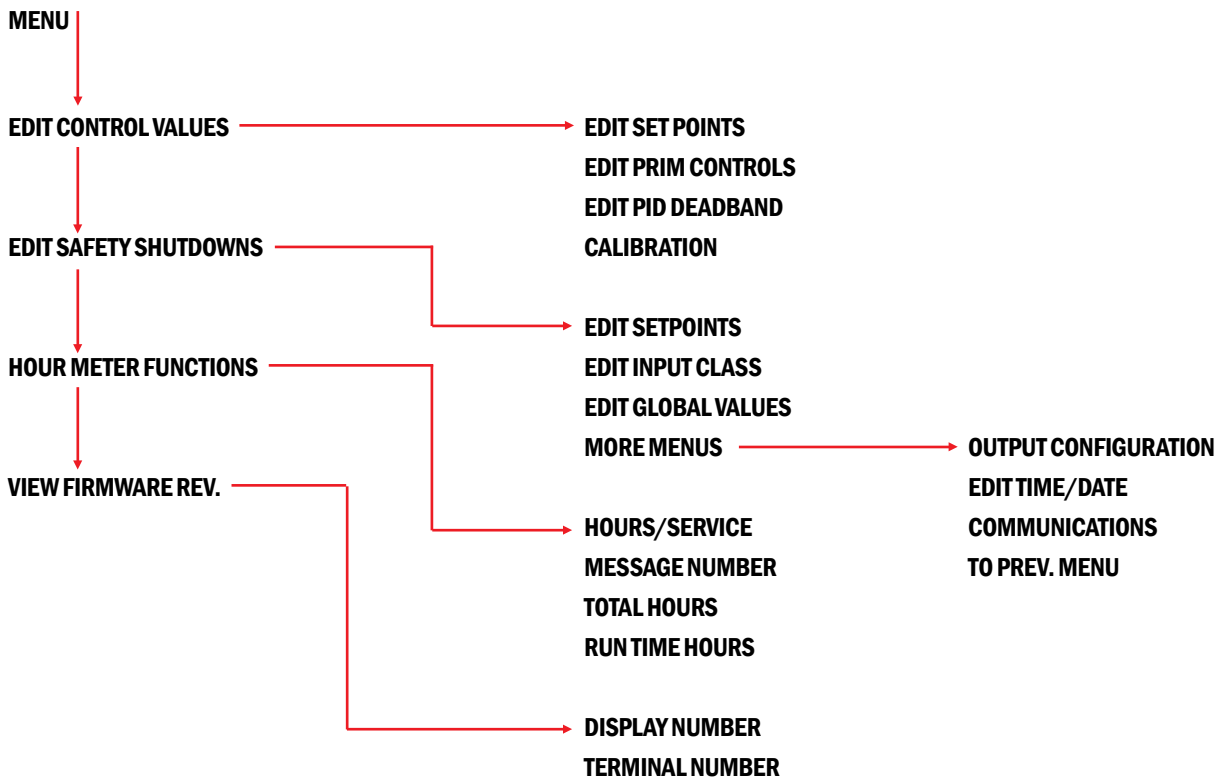 MENU
EDIT CONTROL VALUES
EDIT SAFETY SHUTDOWNS
HOUR METER FUNCTIONS
VIEW FIRMWARE REV.
EDIT SET POINTS
EDIT PRIM CONTROLS
EDIT PID DEADBAND
CALIBRATION
EDIT SETPOINTS
EDIT INPUT CLASS
EDIT GLOBAL VALUES
MORE MENUS
OUTPUT CONFIGURATION
EDIT TIME/DATE
COMMUNICATIONS
TO PREV. MENU
HOURS/SERVICE
MESSAGE NUMBER
TOTAL HOURS
RUN TIME HOURS
DISPLAY NUMBER
TERMINAL NUMBER